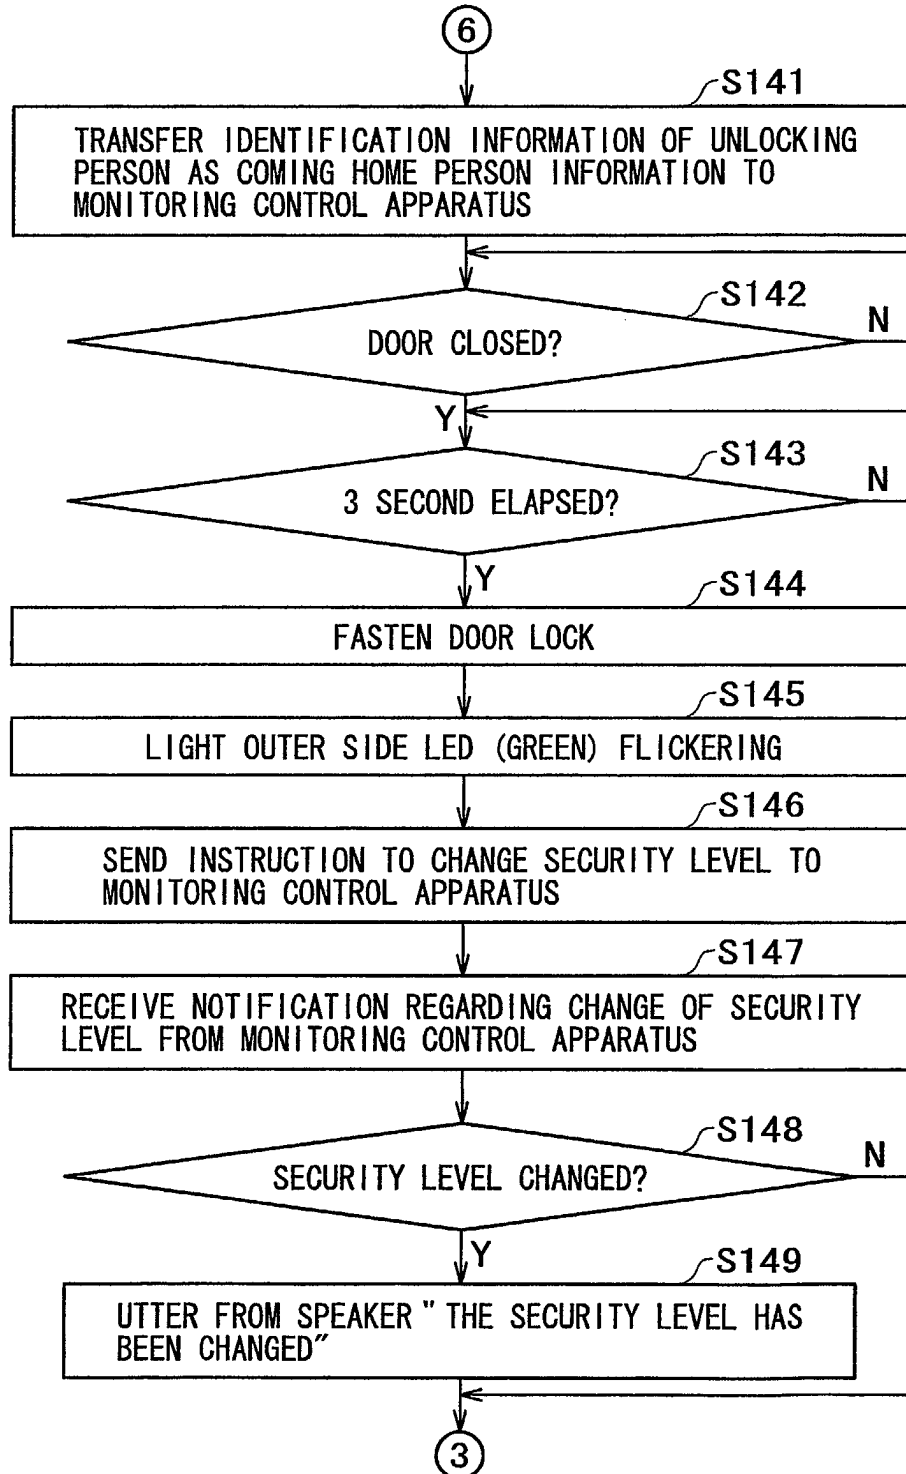 6
S141
TRANSFER IDENTIFICATION INFORMATION OF UNLOCKING
PERSON AS COMING HOME PERSON INFORMATION TO
MONITORING CONTROL APPARATUS
S142
DOOR CLOSED?
N
Y
S143
3 SECOND ELAPSED?
N
Y
S144
FASTEN DOOR LOCK
S145
LIGHT OUTER SIDE LED (GREEN) FLICKERING
S146
SEND INSTRUCTION TO CHANGE SECURITY LEVEL TO
MONITORING CONTROL APPARATUS
S147
RECEIVE NOTIFICATION REGARDING CHANGE OF SECURITY
LEVEL FROM MONITORING CONTROL APPARATUS
S148
SECURITY LEVEL CHANGED?
N
Y
S149
UTTER FROM SPEAKER " THE SECURITY LEVEL HAS
BEEN CHANGED"
3